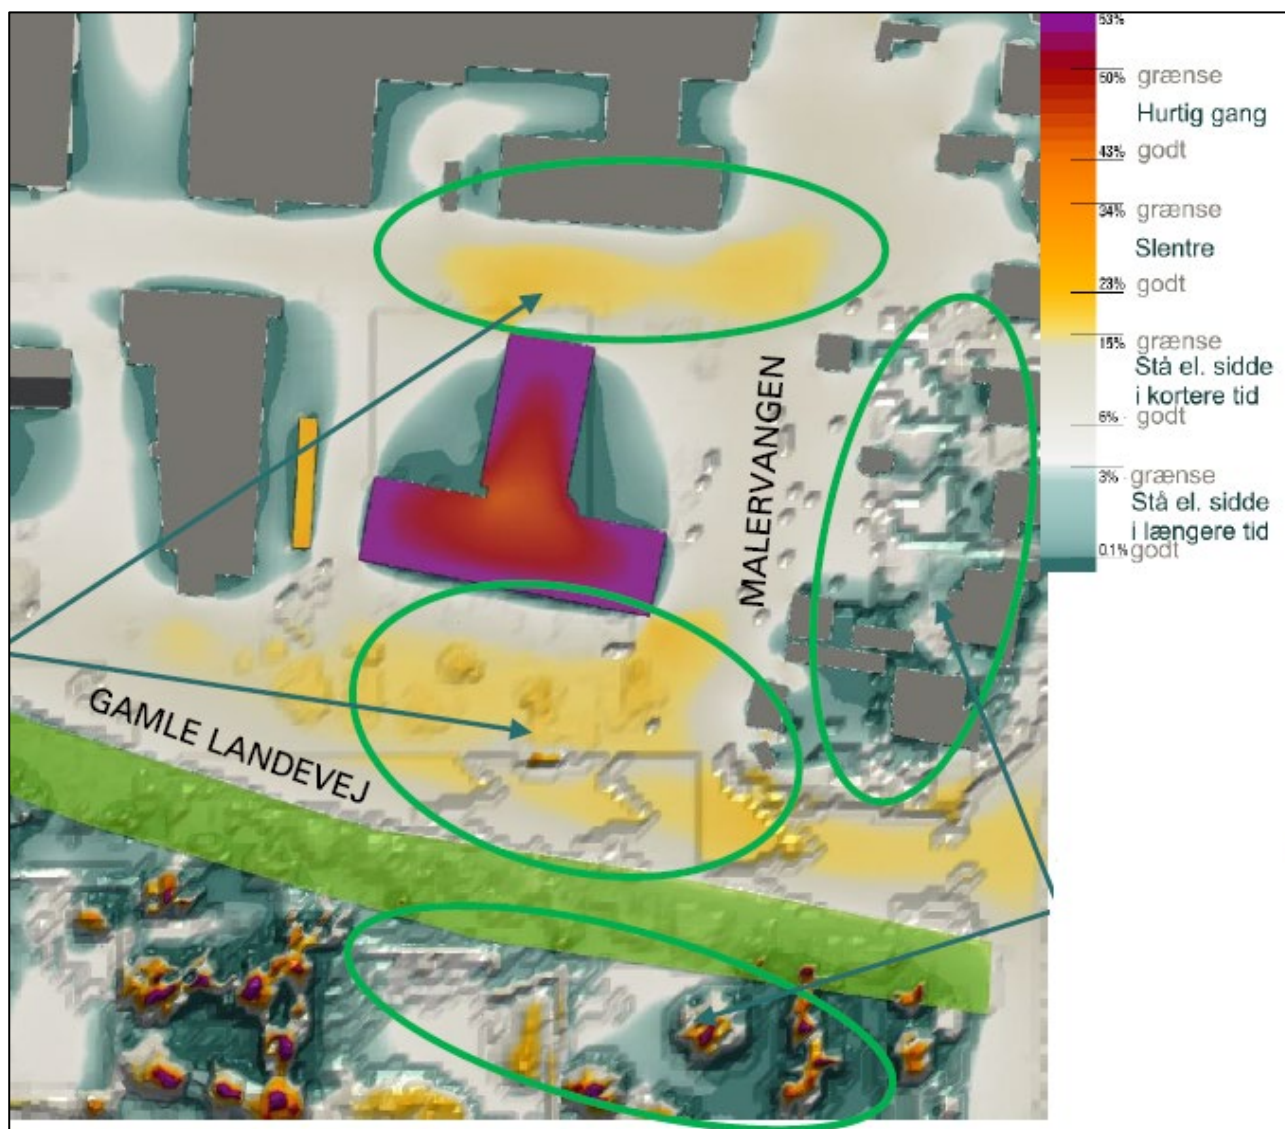 53%
50% grænse
Hurtig gang
43% godt
34% grænse
Slentre
23% godt
15% grænse
Stå el. sidde
i kortere tid
6% godt
3% grænse
Stå el. sidde
i længere tid
0.1% godt
MALERVANGEN
GAMLE LANDEVEJ